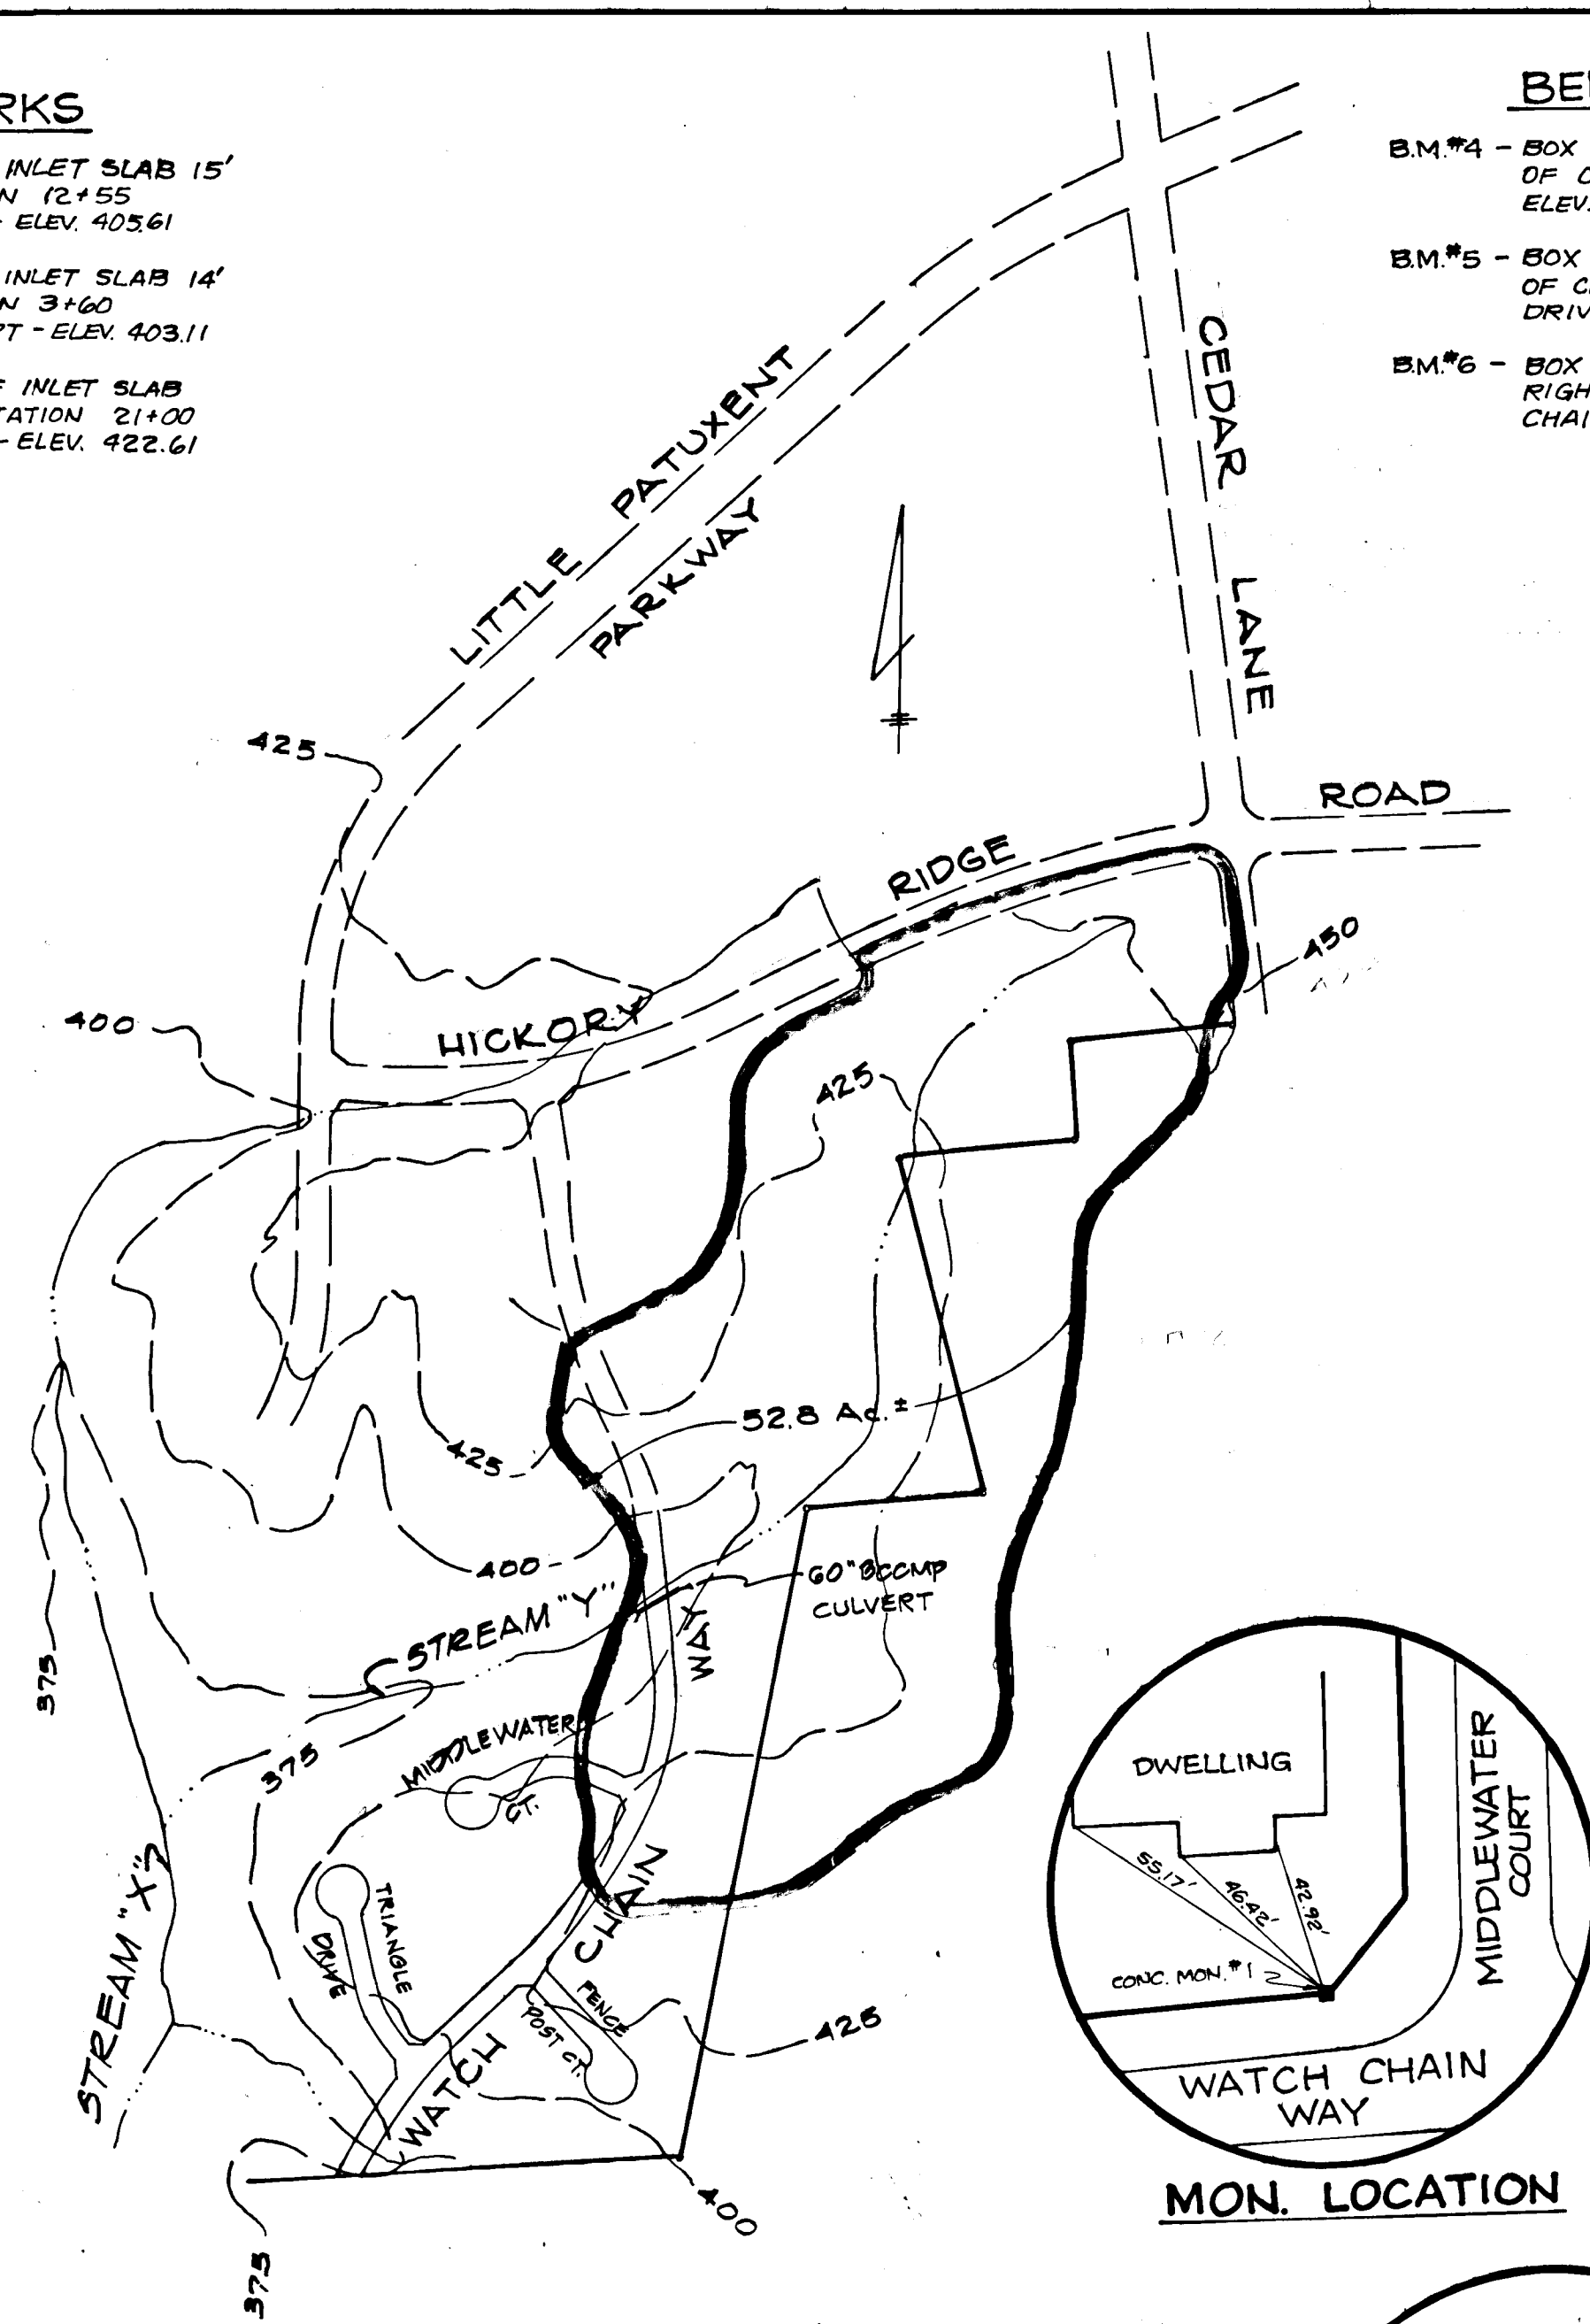 RKS
INLET SLAB 15'
N 12+55
- ELEV. 405.61
INLET SLAB 14'
N 3+60
PT - ELEV. 403.11
F INLET SLAB
TATION 21+00
- ELEV. 422.61
BE
B.M.#4 - BOX
OF C
ELEV.
B.M.#5 - BOX
OF C
DRIV
B.M.#6 - BOX
RIGH
CHAI
LITTLE PATUXENT
PARKWAY
CEDAR LANE
425
ROAD
RIDGE
450
400
HICKORY
425
52.8 Ac.±
425
400
60" BCCMP
CULVERT
STREAM "Y"
WAY
375
MIDDLEWATER
CT.
375
STREAM "X"
TRIANGLE
DRIVE
CHAIN
FENCE
POST CT.
WATCH
425
400
375
DWELLING
55.17'
46.42'
42.92'
CONC. MON. #1
MIDDLEWATER
COURT
WATCH CHAIN
WAY
MON. LOCATION